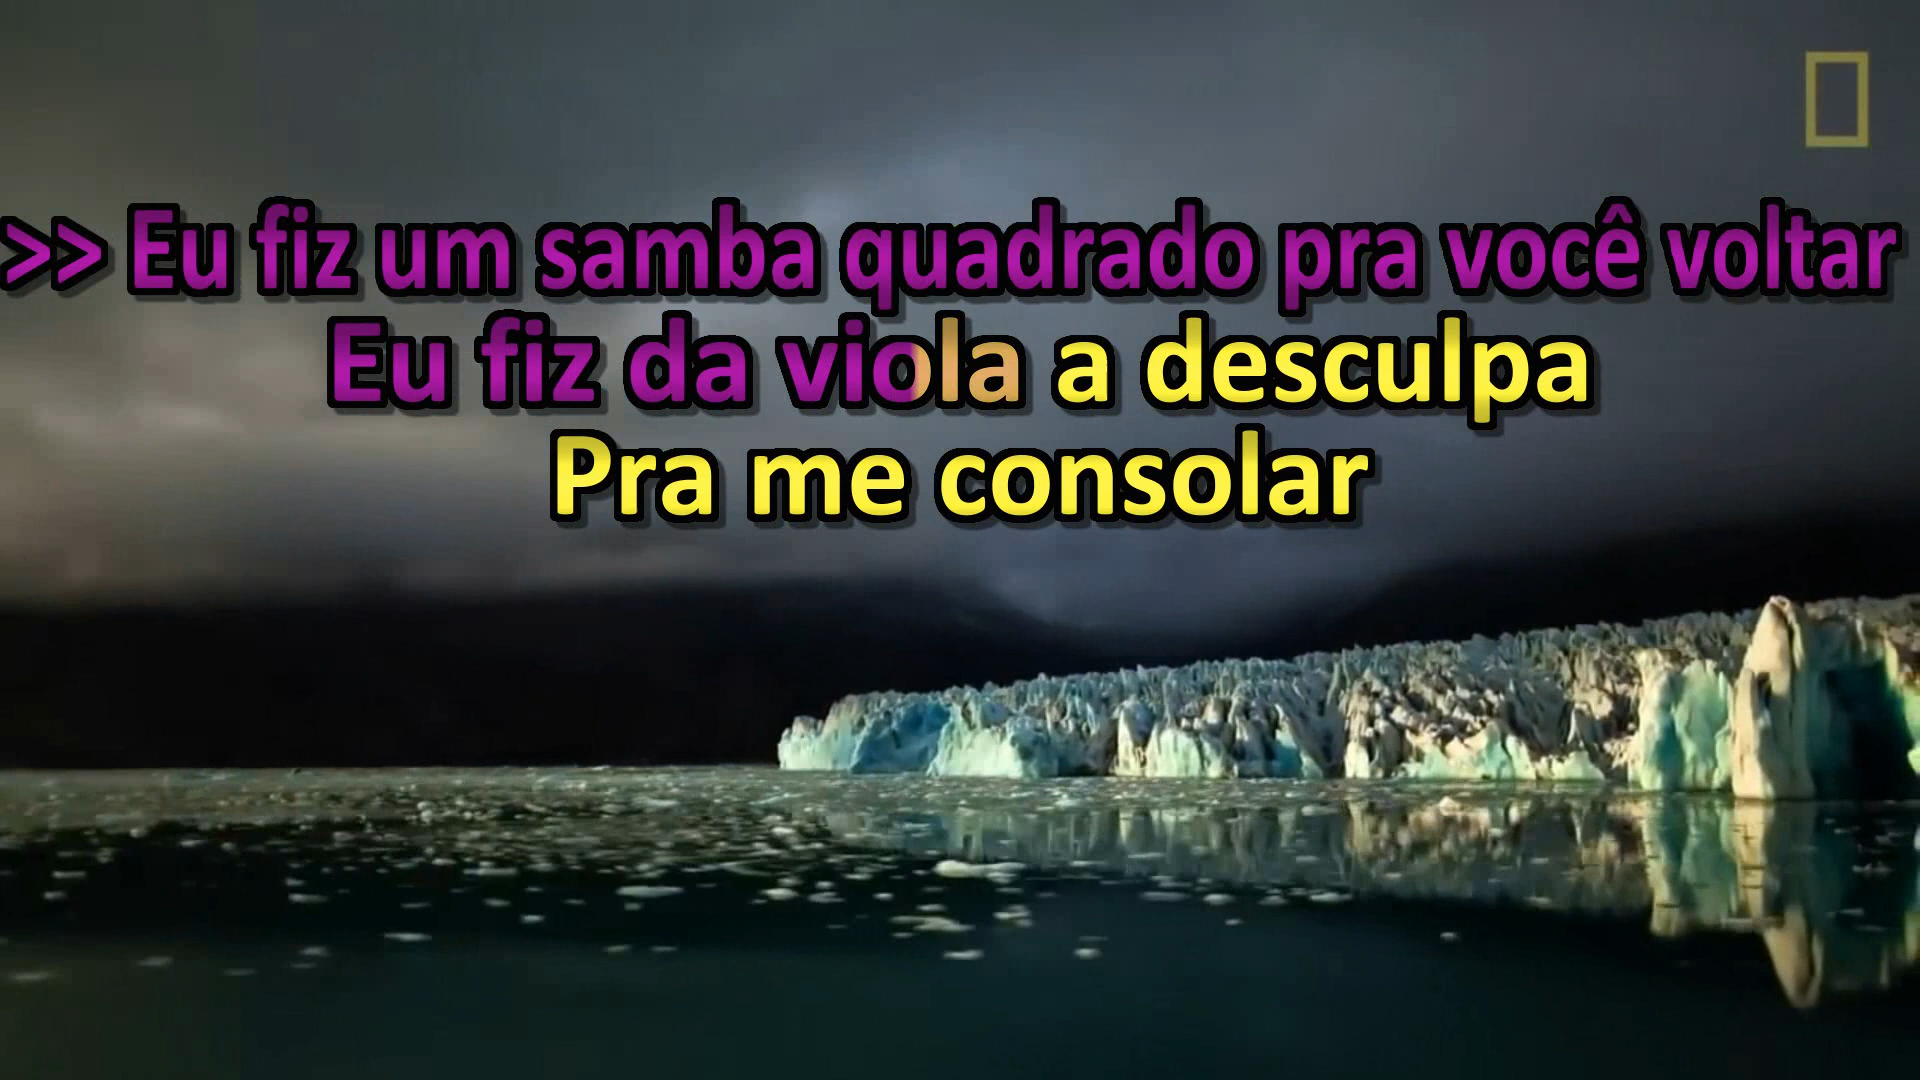 >> Eu fiz um samba quadrado pra você voltar
Eu fiz da viola a desculpa
Pra me consolar